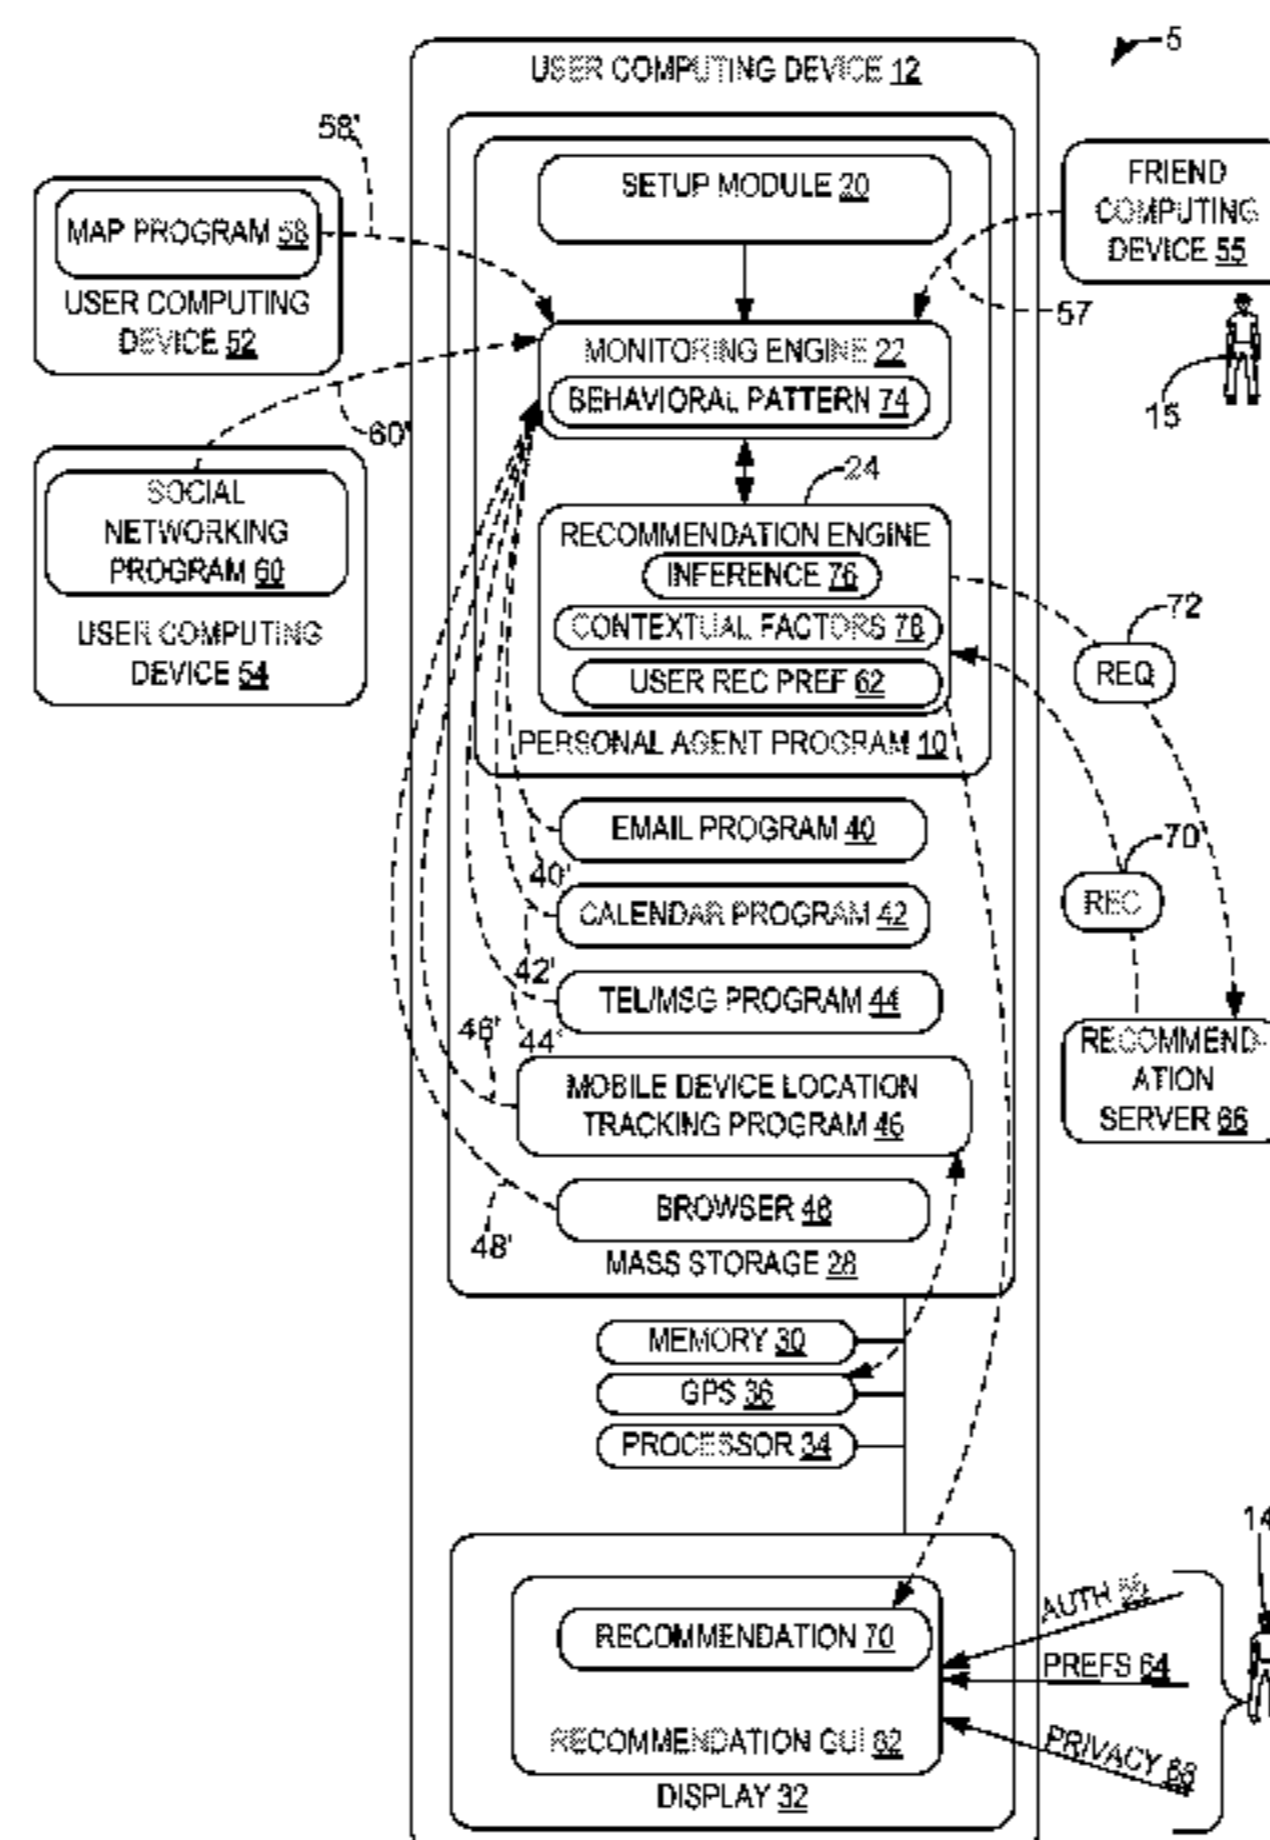 5
USER COMPUTING DEVICE 12
58'
SETUP MODULE 20
FRIEND
COMPUTING
DEVICE 55
MAP PROGRAM 58
USER COMPUTING
DEVICE 52
57
MONITORING ENGINE 22
BEHAVIORAL PATTERN 74
15
60'
24
SOCIAL
NETWORKING
PROGRAM 60
USER COMPUTING
DEVICE 54
RECOMMENDATION ENGINE
INFERENCE 76
CONTEXTUAL FACTORS 78
USER REC PREF 62
PERSONAL AGENT PROGRAM 10
72
REQ
EMAIL PROGRAM 40
40'
70
REC
CALENDAR PROGRAM 42
42'
TEL/MSG PROGRAM 44
44'
46'
MOBILE DEVICE LOCATION
TRACKING PROGRAM 46
RECOMMEND-
ATION
SERVER 66
BROWSER 48
48'
MASS STORAGE 28
MEMORY 30
GPS 36
PROCESSOR 34
14
RECOMMENDATION 70
RECOMMENDATION GUI 82
DISPLAY 32
AUTH
PREFS 64
PRIVACY